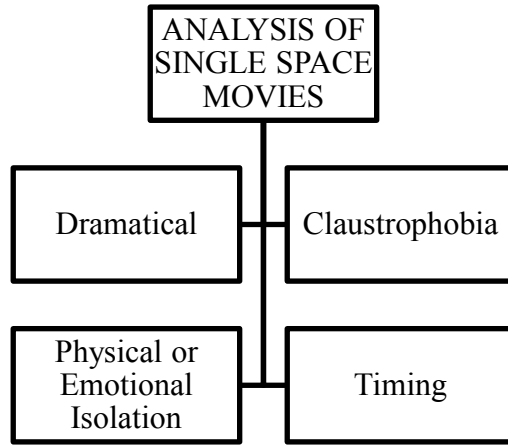 ANALYSIS OF
SINGLE SPACE
MOVIES
Dramatical
Claustrophobia
Physical or
Emotional
Isolation
Timing